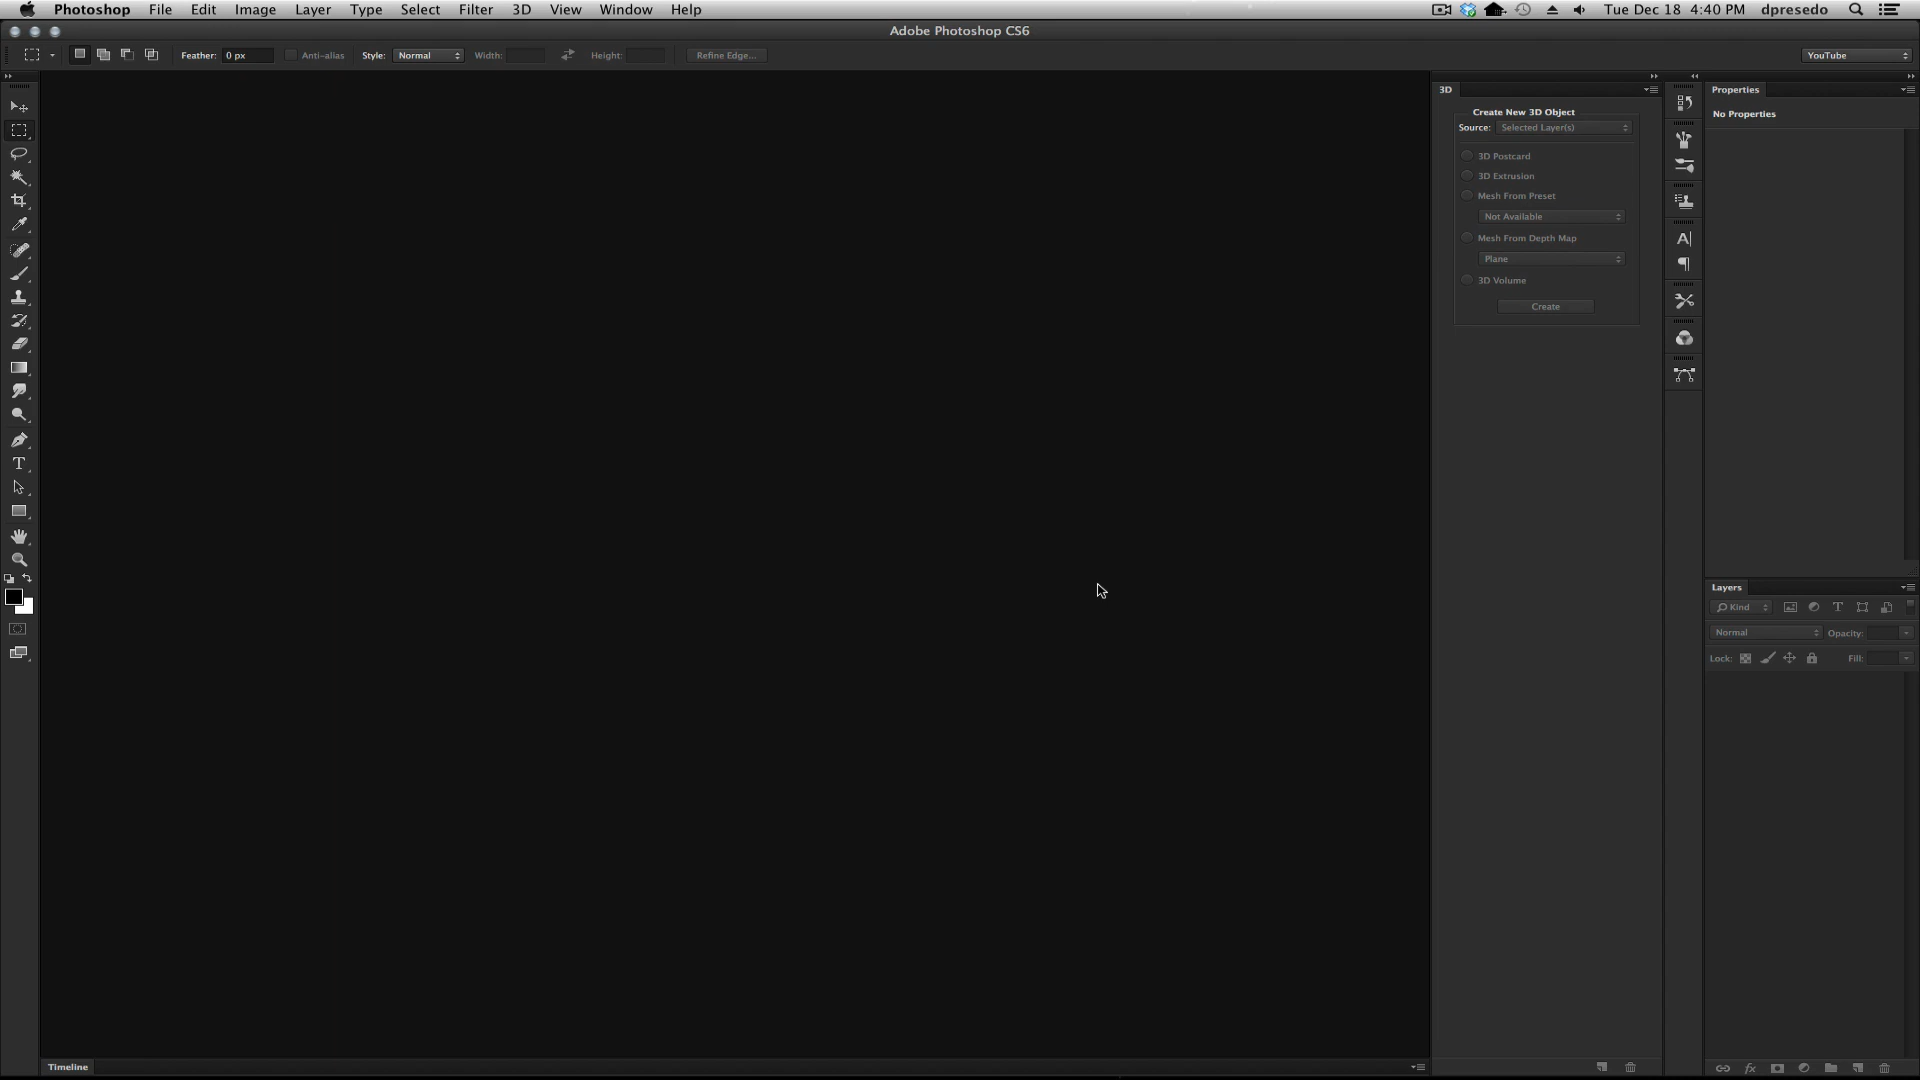 Photoshop File Edit Image Layer Type Select Filter 3D View Window Help Tue Dec 18 4:40 PM dpresedo
Adobe Photoshop CS6
Feather: 0 px Anti-alias Style: Normal Width: Height: Refine Edge... YouTube
3D
Create New 3D Object
Source: Selected Layer(s)
3D Postcard
3D Extrusion
Mesh From Preset
Not Available
Mesh From Depth Map
Plane
3D Volume
Create
Properties
No Properties
Layers
Kind
Normal Opacity:
Lock: Fill:
Timeline